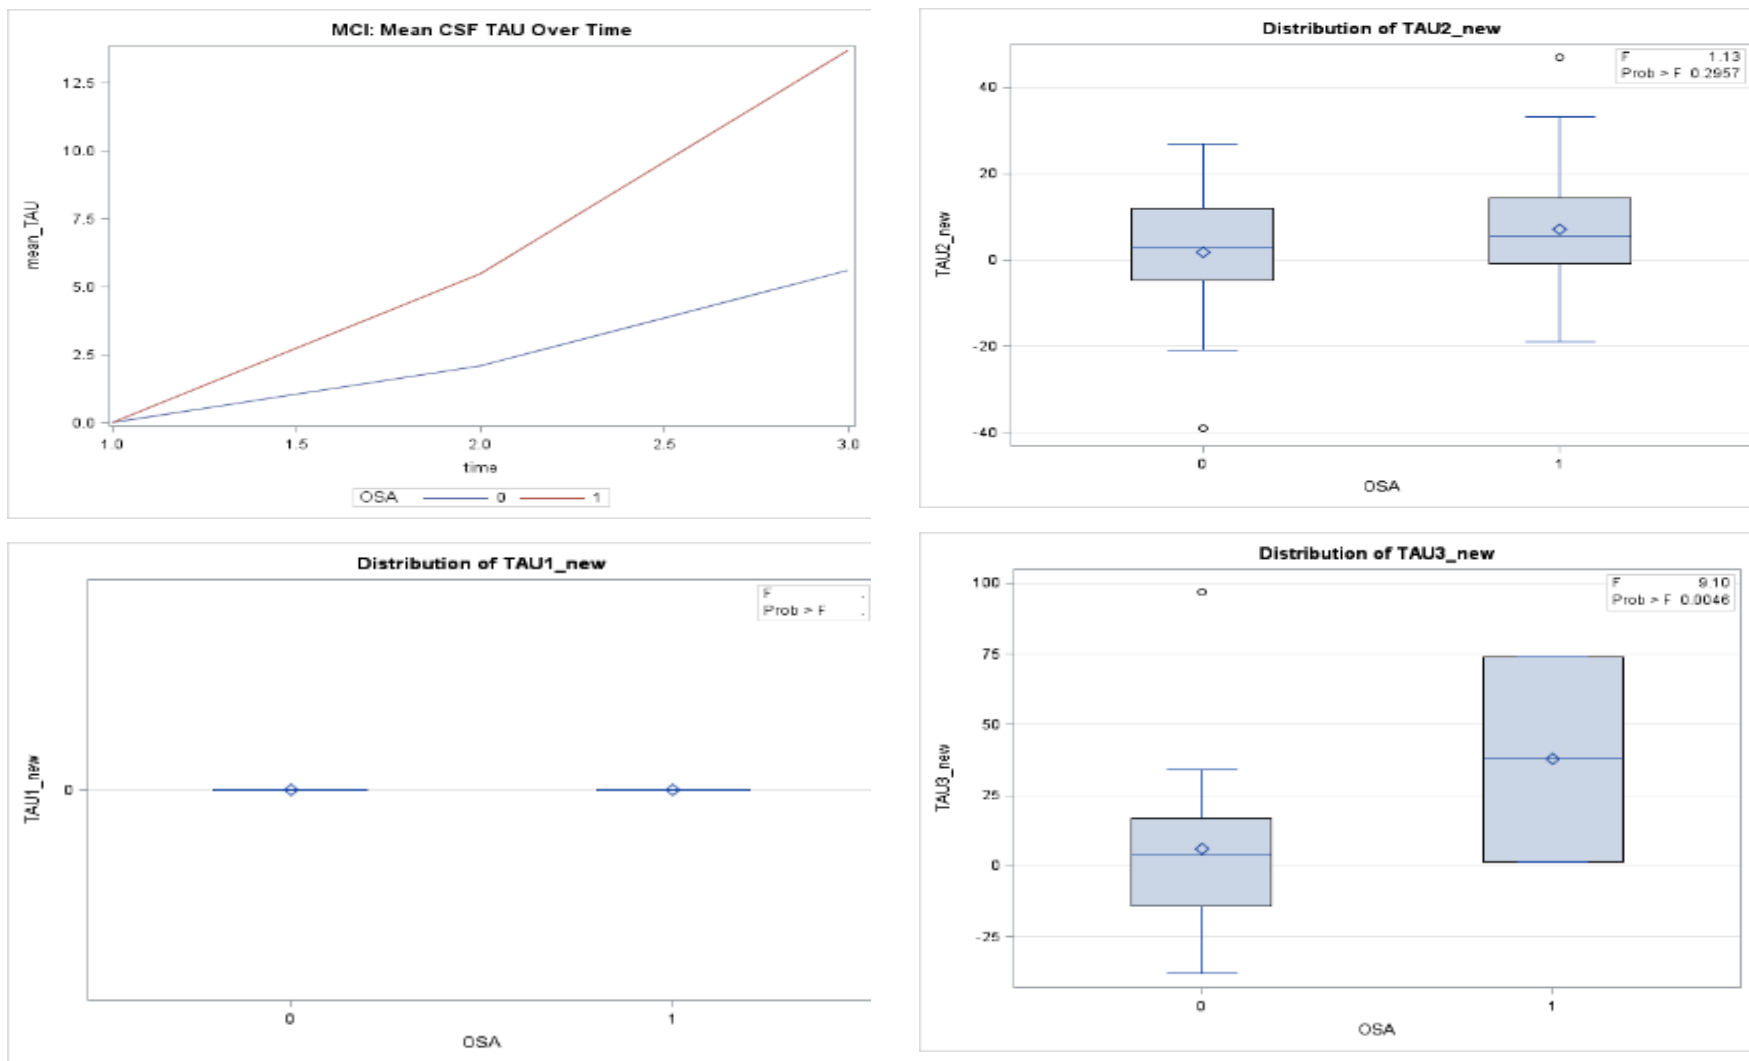 MCI: Mean CSF TAU Over Time
mean_TAU
12.5
10.0
7.5
5.0
2.5
0.0
1.0 1.5 2.0 2.5 3.0
time
OSA 0 1
Distribution of TAU2_new
F 1.13
Prob > F 0.2957
TAU2_new
40
20
0
-20
-40
0 1
OSA
Distribution of TAU1_new
F .
Prob > F .
TAU1_new
0
0 1
OSA
Distribution of TAU3_new
F 9.10
Prob > F 0.0046
TAU3_new
100
75
50
25
0
-25
0 1
OSA